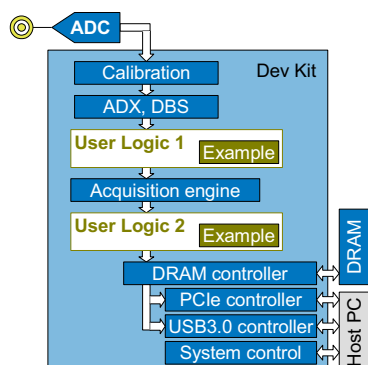 ADC
Calibration
Dev Kit
ADX, DBS
User Logic 1
Example
Acquisition engine
User Logic 2
Example
DRAM controller
DRAM
PCIe controller
USB3.0 controller
System control
Host PC